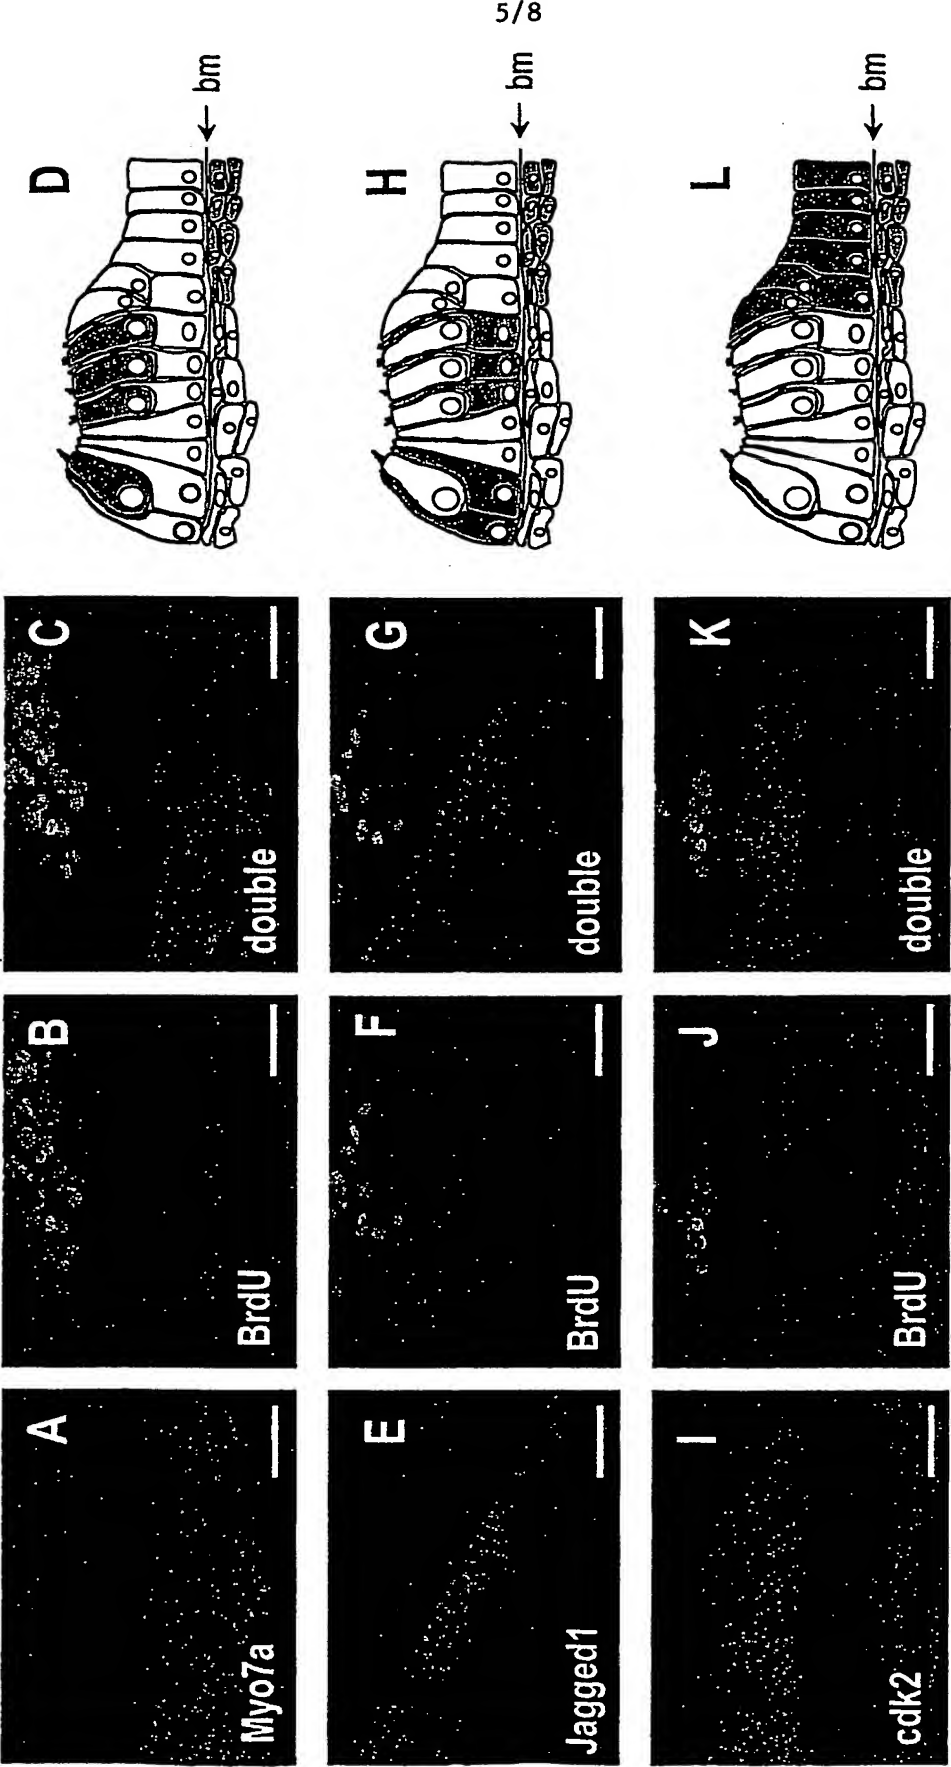 5/8
A
Myo7a
B
BrdU
C
double
D
bm
E
Jagged1
F
BrdU
G
double
H
bm
I
cdk2
J
BrdU
K
double
L
bm